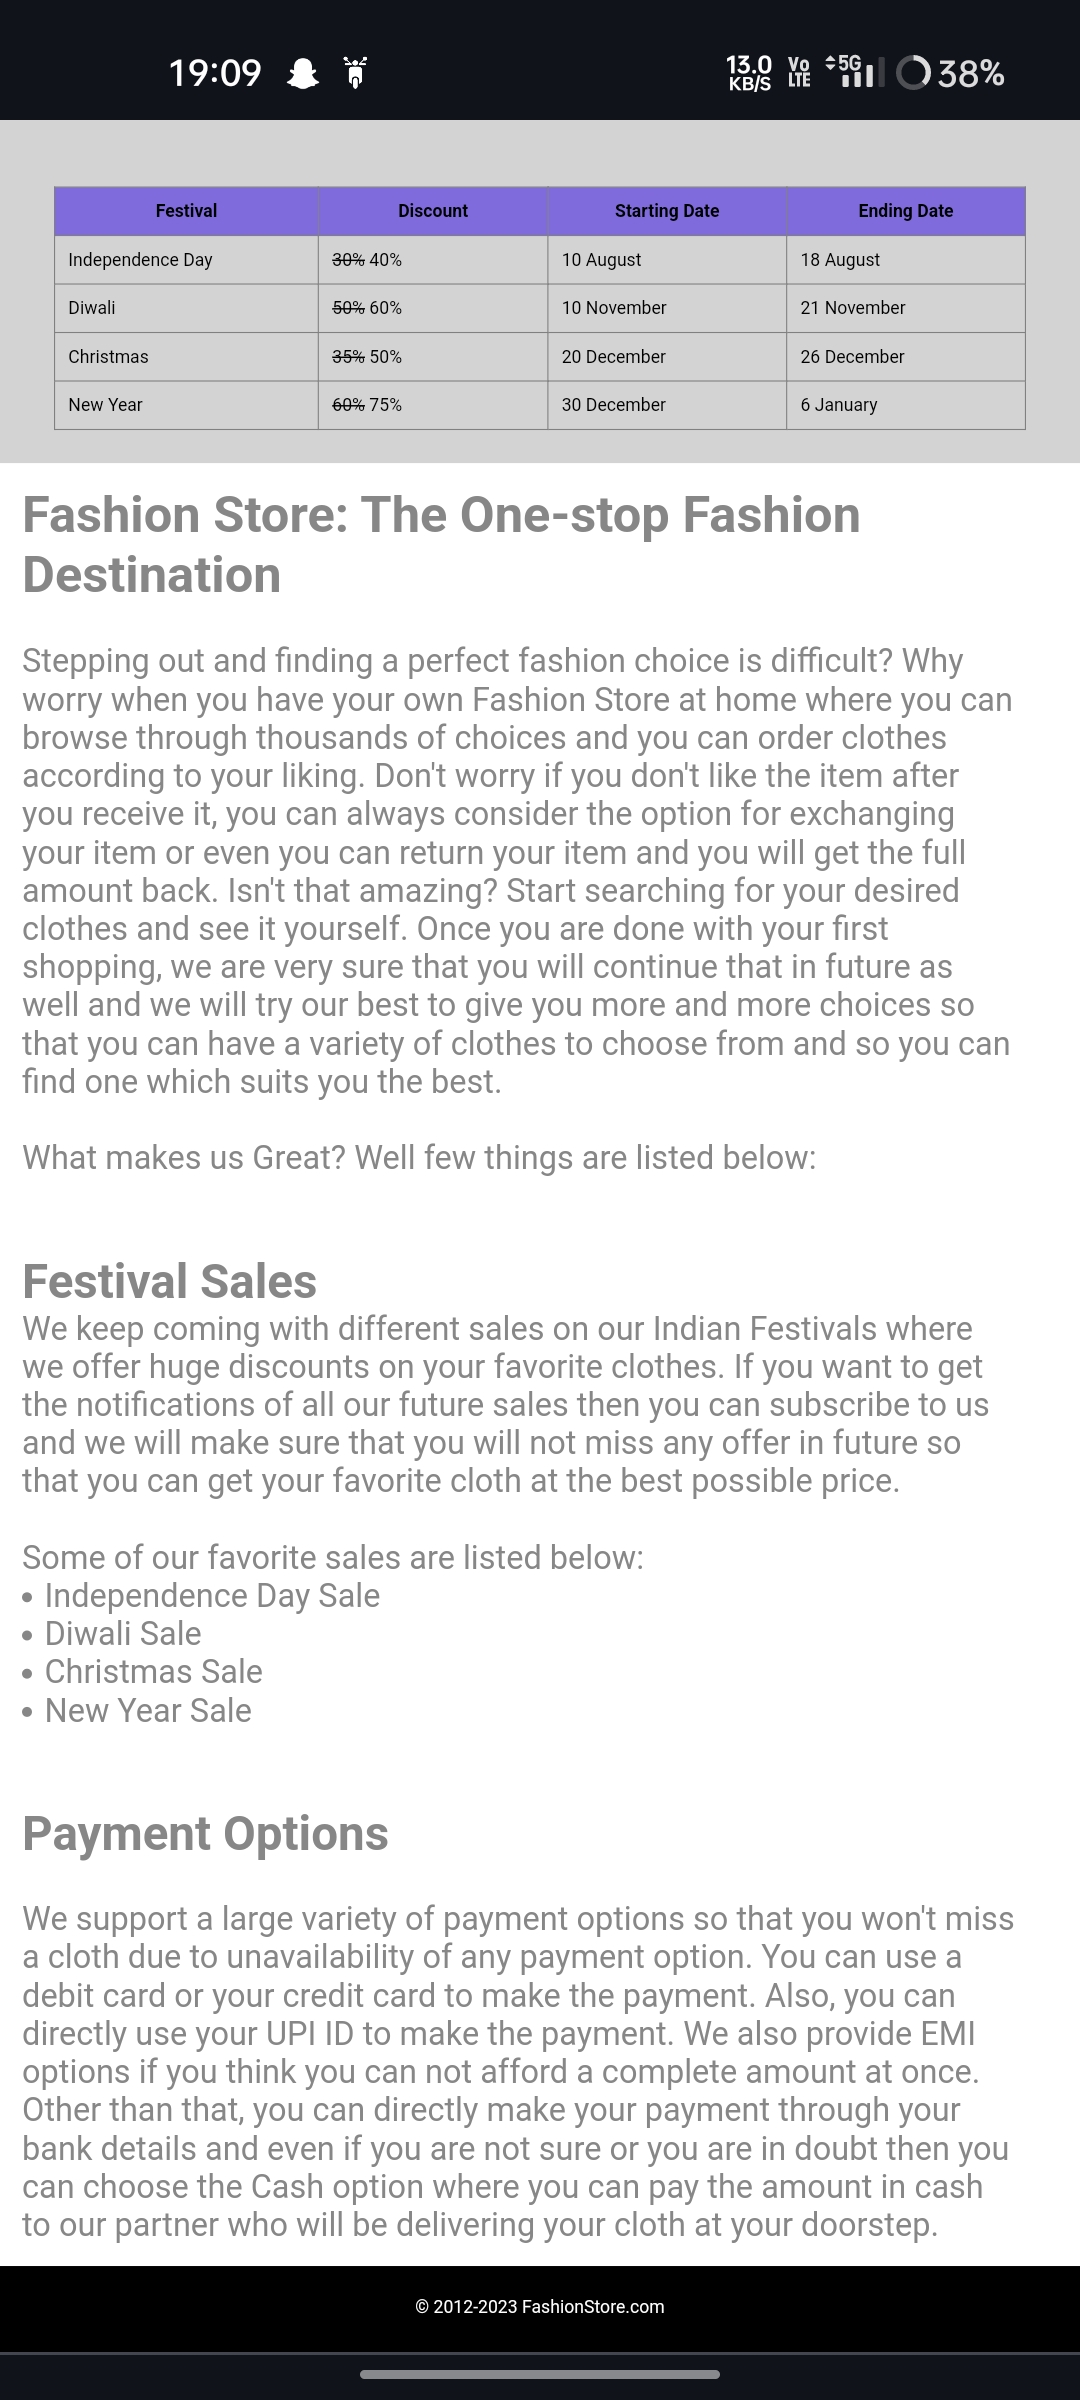 19:09 13.0 KB/S Vo LTE 5G 38%
Festival Discount Starting Date Ending Date
Independence Day 30% 40% 10 August 18 August
Diwali 50% 60% 10 November 21 November
Christmas 35% 50% 20 December 26 December
New Year 60% 75% 30 December 6 January
Fashion Store: The One-stop Fashion
Destination
Stepping out and finding a perfect fashion choice is difficult? Why
worry when you have your own Fashion Store at home where you can
browse through thousands of choices and you can order clothes
according to your liking. Don't worry if you don't like the item after
you receive it, you can always consider the option for exchanging
your item or even you can return your item and you will get the full
amount back. Isn't that amazing? Start searching for your desired
clothes and see it yourself. Once you are done with your first
shopping, we are very sure that you will continue that in future as
well and we will try our best to give you more and more choices so
that you can have a variety of clothes to choose from and so you can
find one which suits you the best.
What makes us Great? Well few things are listed below:
Festival Sales
We keep coming with different sales on our Indian Festivals where
we offer huge discounts on your favorite clothes. If you want to get
the notifications of all our future sales then you can subscribe to us
and we will make sure that you will not miss any offer in future so
that you can get your favorite cloth at the best possible price.
Some of our favorite sales are listed below:
• Independence Day Sale
• Diwali Sale
• Christmas Sale
• New Year Sale
Payment Options
We support a large variety of payment options so that you won't miss
a cloth due to unavailability of any payment option. You can use a
debit card or your credit card to make the payment. Also, you can
directly use your UPI ID to make the payment. We also provide EMI
options if you think you can not afford a complete amount at once.
Other than that, you can directly make your payment through your
bank details and even if you are not sure or you are in doubt then you
can choose the Cash option where you can pay the amount in cash
to our partner who will be delivering your cloth at your doorstep.
© 2012-2023 FashionStore.com